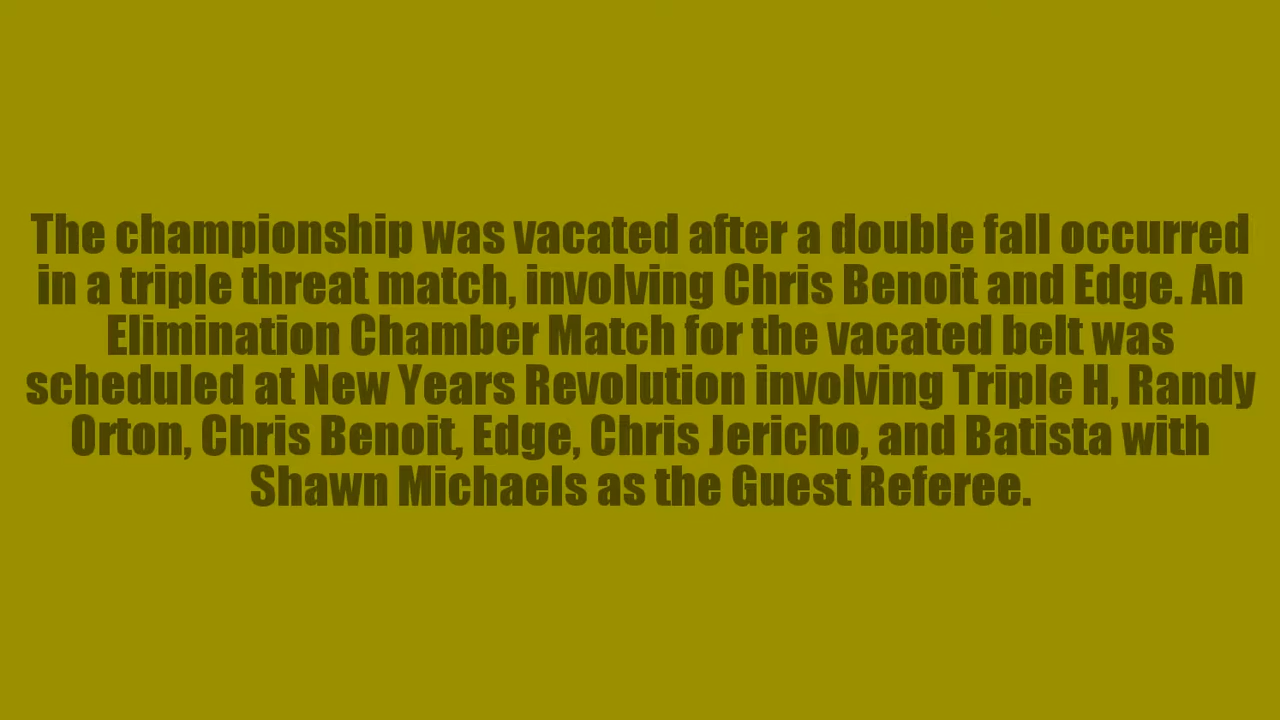 The championship was vacated after a double fall occurred
in a triple threat match, involving Chris Benoit and Edge. An
Elimination Chamber Match for the vacated belt was
scheduled at New Years Revolution involving Triple H, Randy
Orton, Chris Benoit, Edge, Chris Jericho, and Batista with
Shawn Michaels as the Guest Referee.